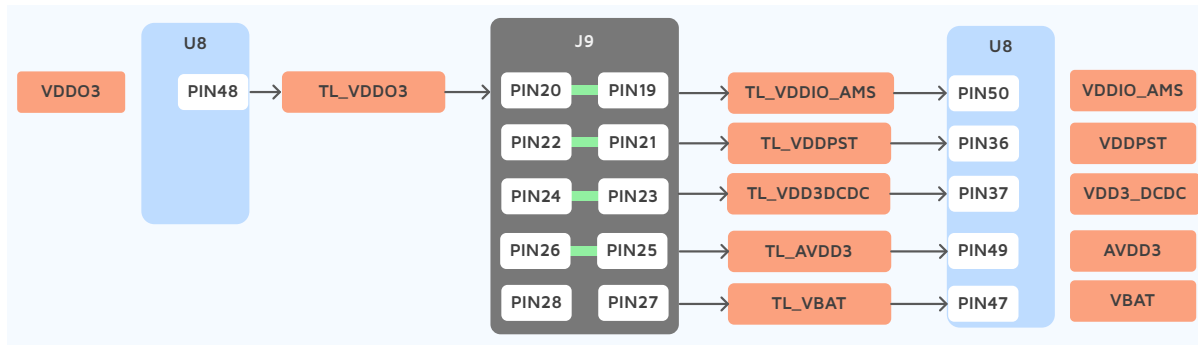 U8
J9
U8
VDDO3
PIN48
TL_VDDO3
PIN20
PIN19
TL_VDDIO_AMS
PIN50
VDDIO_AMS
PIN22
PIN21
TL_VDDPST
PIN36
VDDPST
PIN24
PIN23
TL_VDD3DCDC
PIN37
VDD3_DCDC
PIN26
PIN25
TL_AVDD3
PIN49
AVDD3
PIN28
PIN27
TL_VBAT
PIN47
VBAT